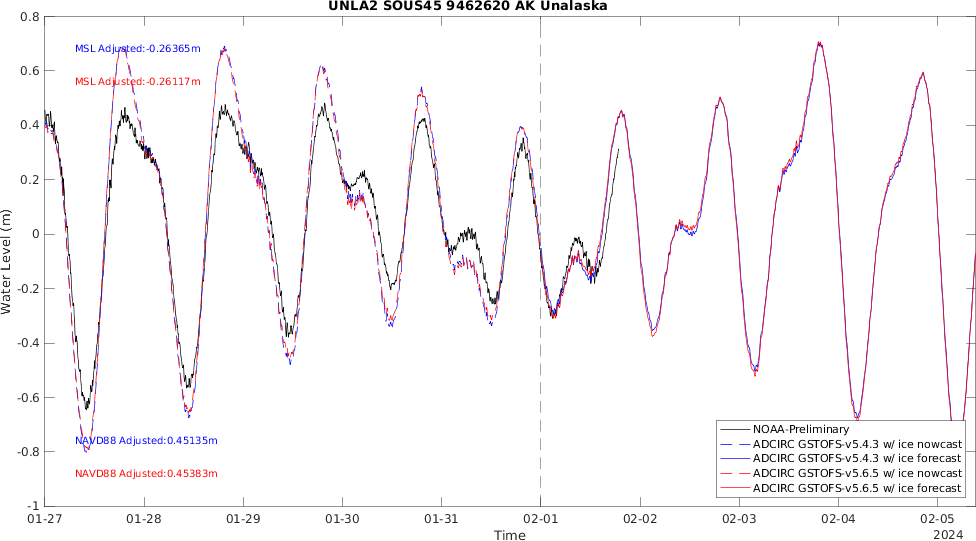 UNLA2 SOUS45 9462620 AK Unalaska
0.8
0.6
0.4
0.2
0
-0.2
-0.4
-0.6
-0.8
-1
Water Level (m)
MSL Adjusted:-0.26365m
MSL Adjusted:-0.26117m
NAVD88 Adjusted:0.45135m
NAVD88 Adjusted:0.45383m
NOAA-Preliminary
ADCIRC GSTOFS-v5.4.3 w/ ice nowcast
ADCIRC GSTOFS-v5.4.3 w/ ice forecast
ADCIRC GSTOFS-v5.6.5 w/ ice nowcast
ADCIRC GSTOFS-v5.6.5 w/ ice forecast
01-27 01-28 01-29 01-30 01-31 02-01 02-02 02-03 02-04 02-05
Time
2024